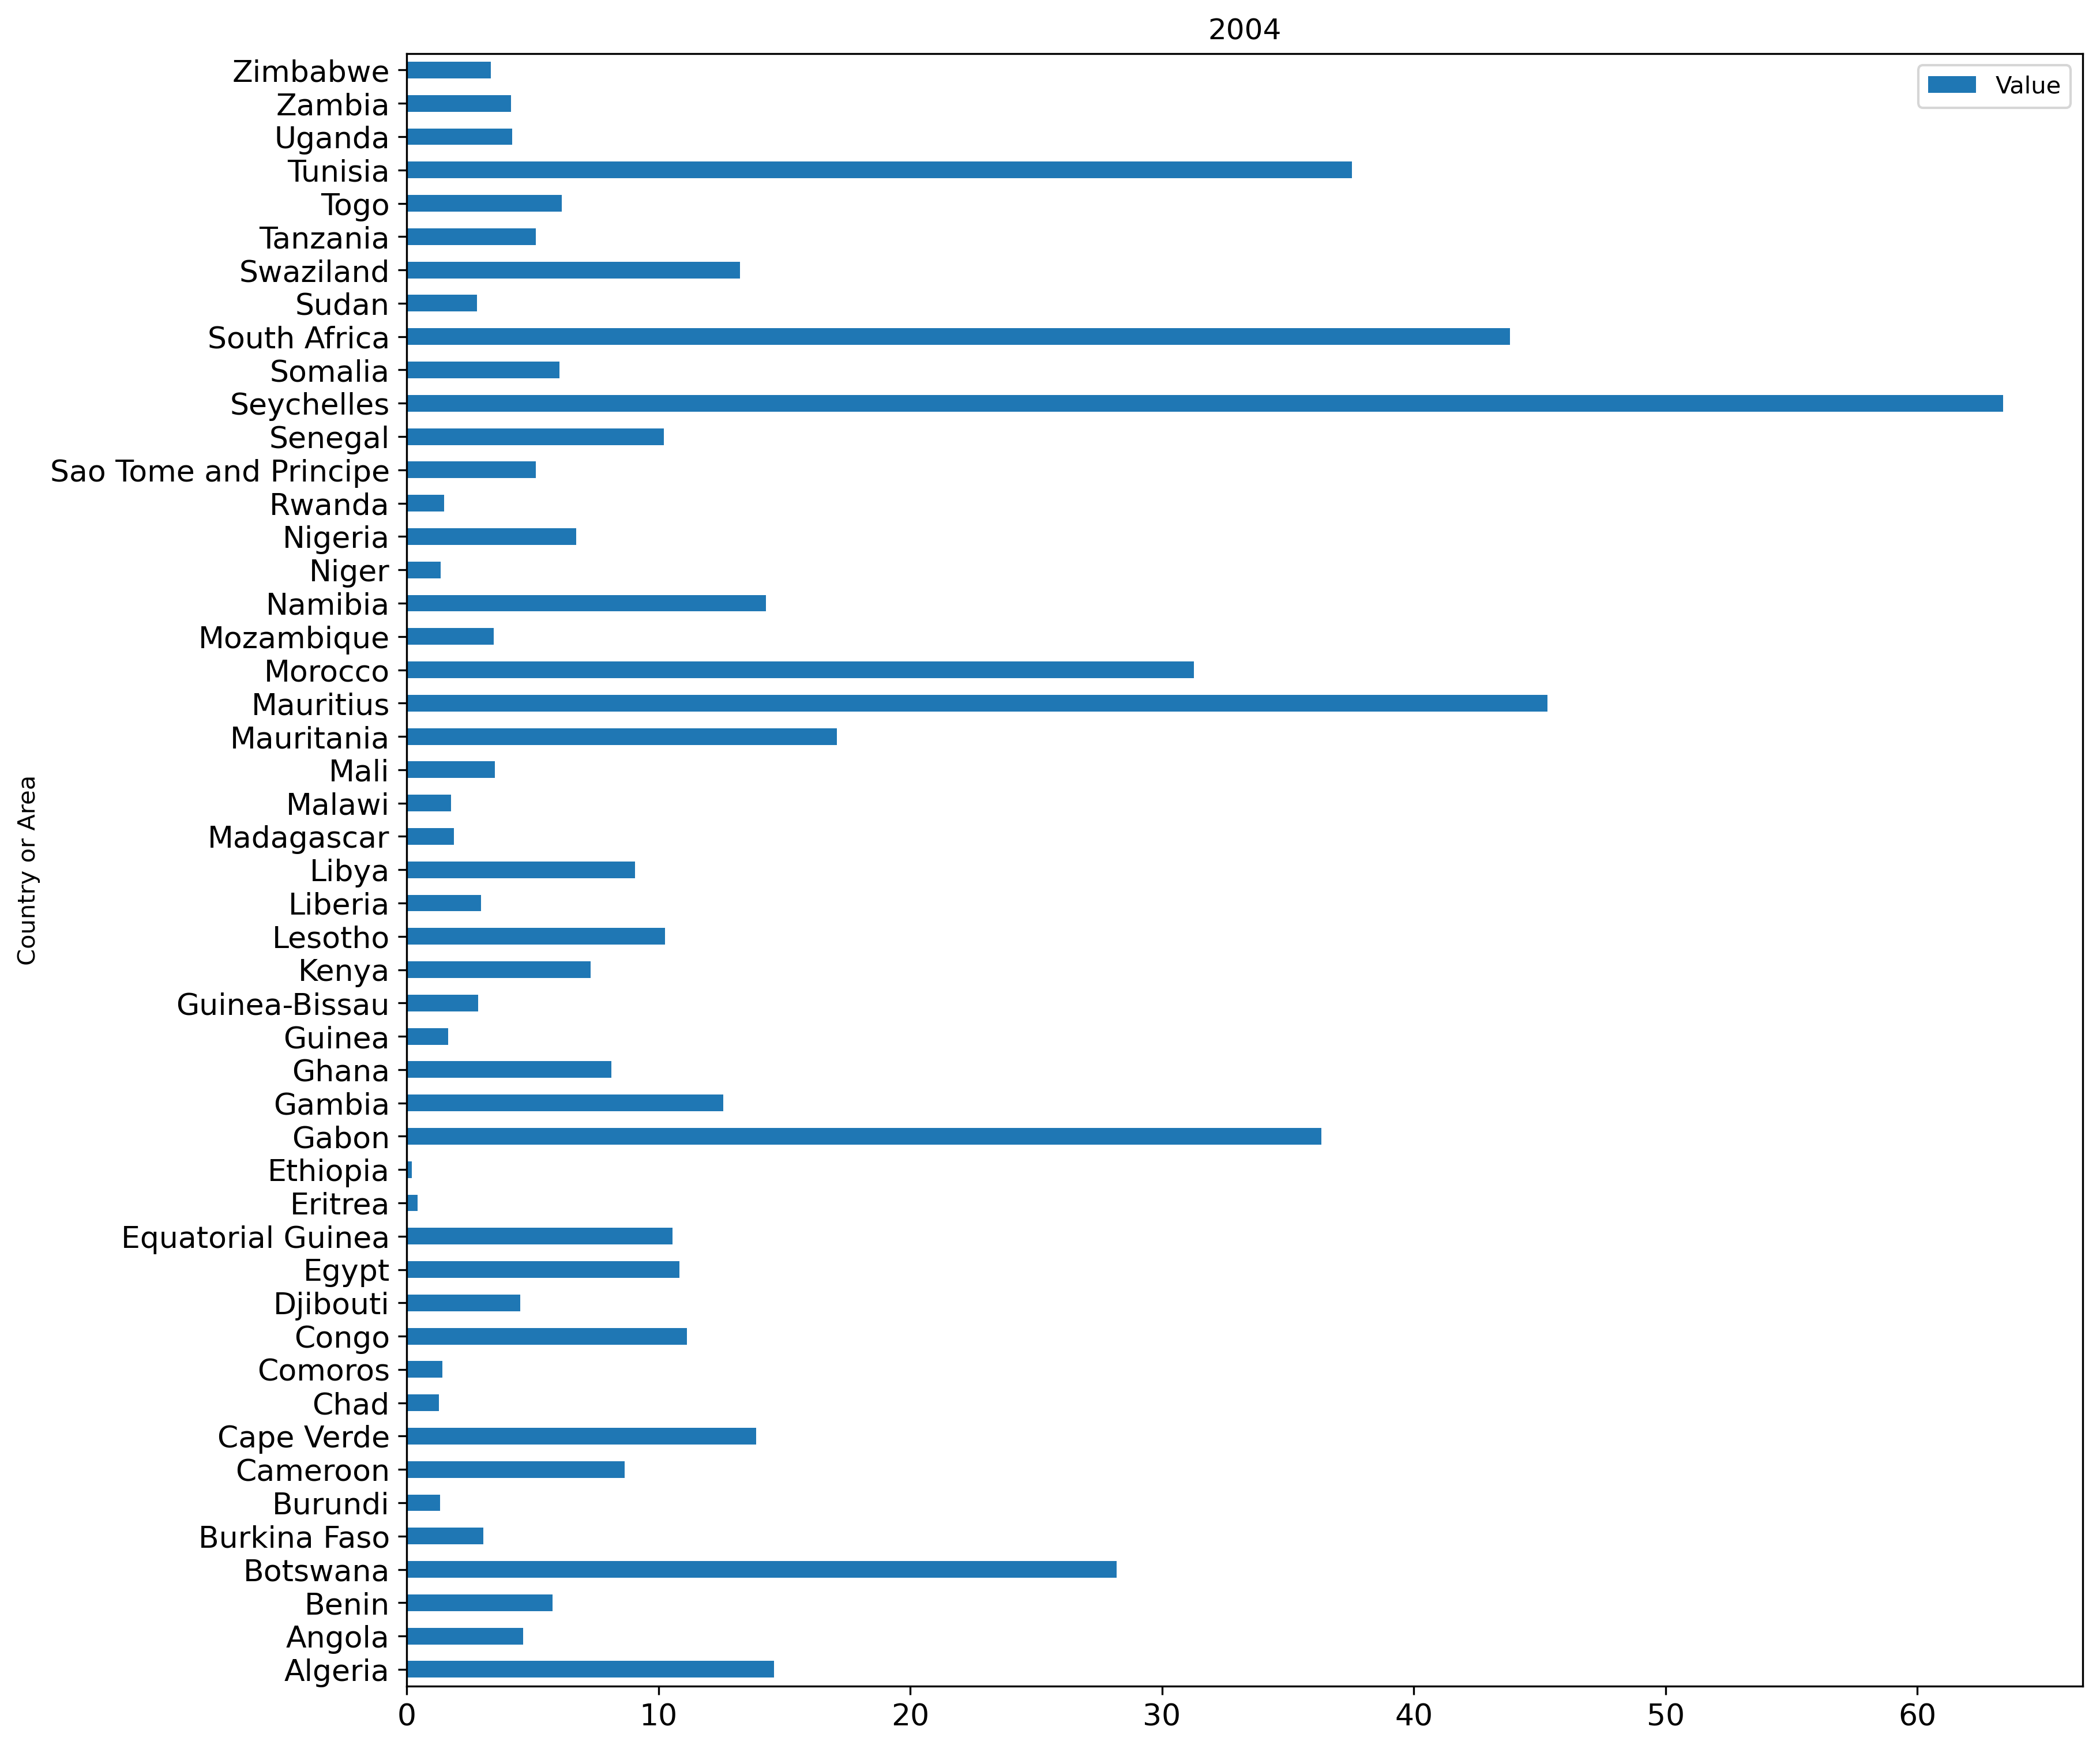 2004
Value
Zimbabwe
Zambia
Uganda
Tunisia
Togo
Tanzania
Swaziland
Sudan
South Africa
Somalia
Seychelles
Senegal
Sao Tome and Principe
Rwanda
Nigeria
Niger
Namibia
Mozambique
Morocco
Mauritius
Mauritania
Mali
Malawi
Madagascar
Libya
Liberia
Lesotho
Kenya
Guinea-Bissau
Guinea
Ghana
Gambia
Gabon
Ethiopia
Eritrea
Equatorial Guinea
Egypt
Djibouti
Congo
Comoros
Chad
Cape Verde
Cameroon
Burundi
Burkina Faso
Botswana
Benin
Angola
Algeria
Country or Area
0 10 20 30 40 50 60